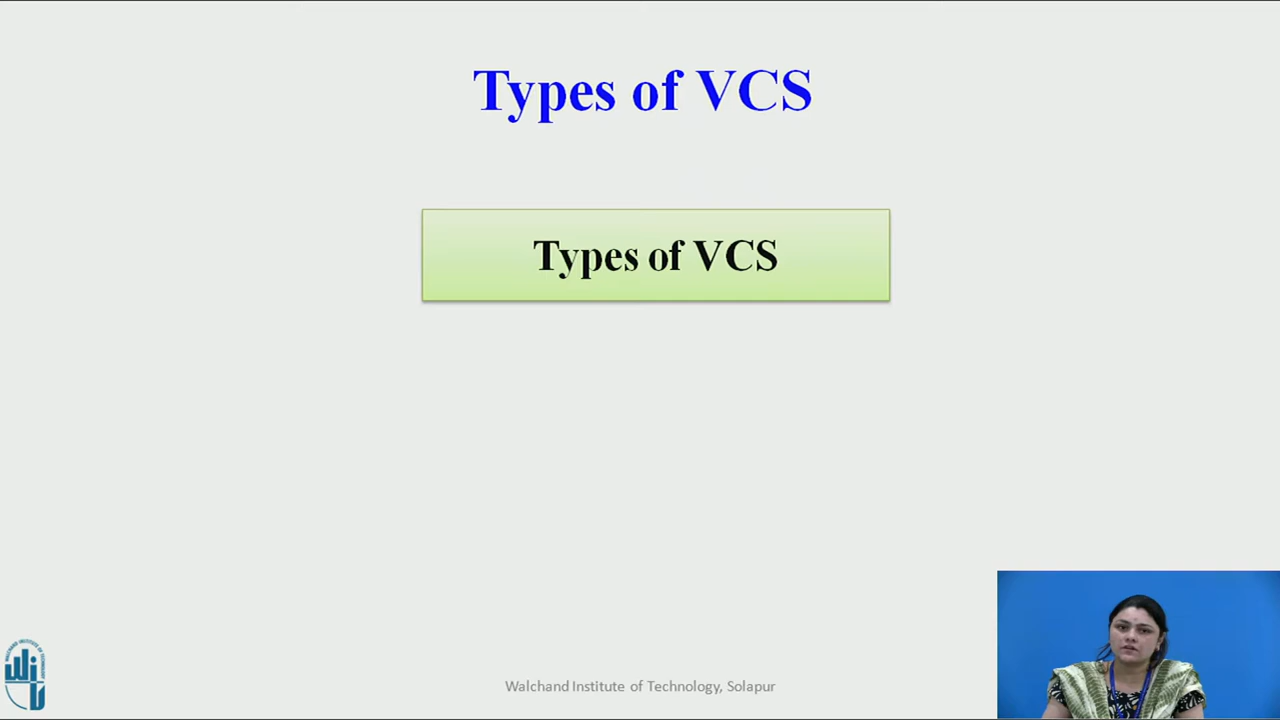 Types of VCS
Types of VCS
Walchand Institute of Technology, Solapur